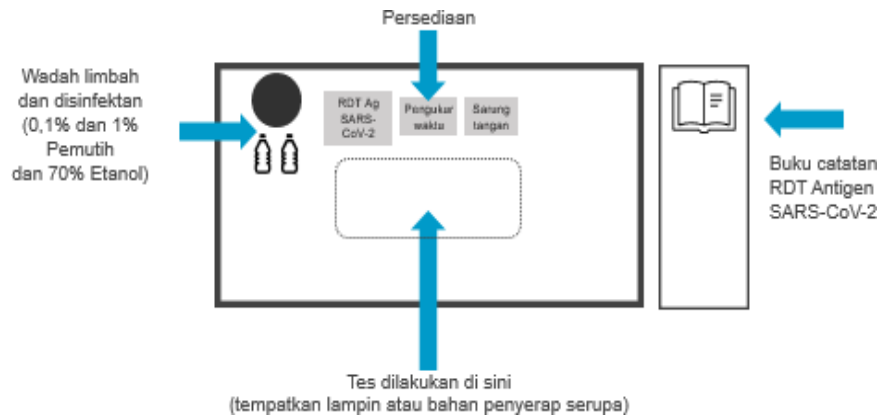 Persediaan
Wadah limbah
dan disinfektan
(0,1% dan 1%
Pemutih
dan 70% Etanol)
RDT Ag
SARS-
CoV-2
Pengukur
waktu
Sarung
tangan
Buku catatan
RDT Antigen
SARS-CoV-2
Tes dilakukan di sini
(tempatkan lampin atau bahan penyerap serupa)